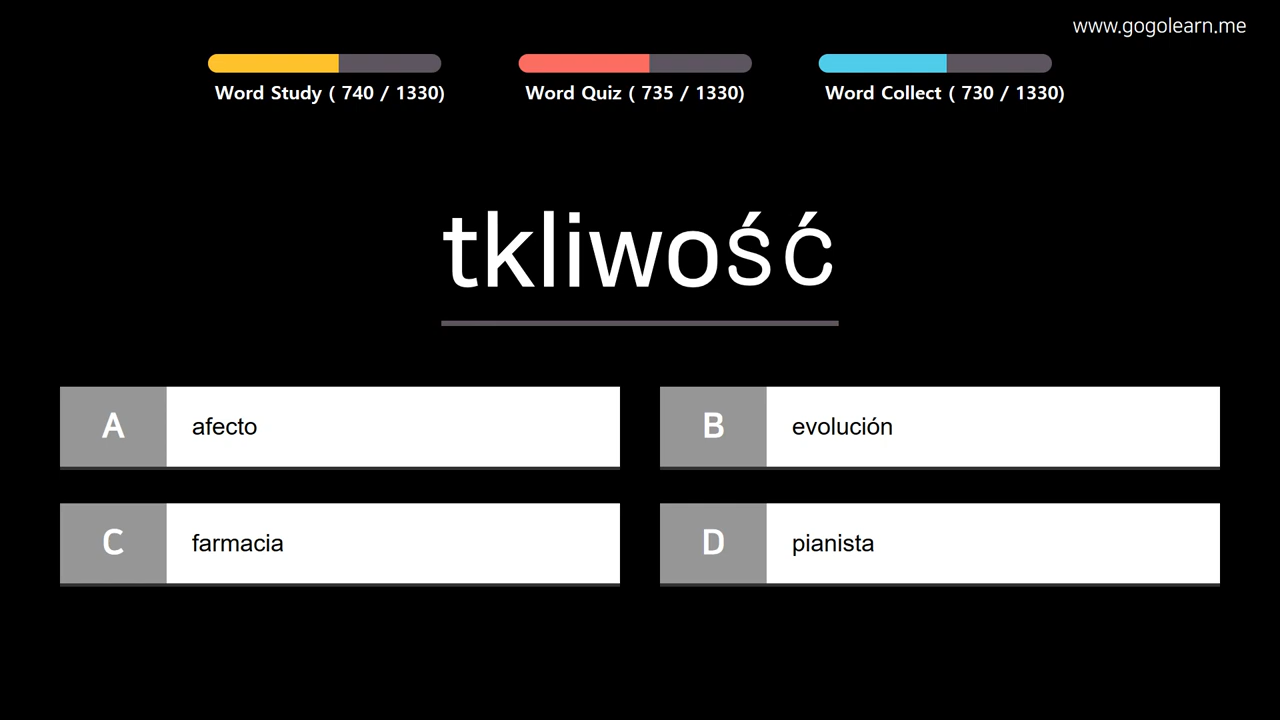 www.gogolearn.me
Word Study ( 740 / 1330)
Word Quiz ( 735 / 1330)
Word Collect ( 730 / 1330)
tkliwość
A afecto
B evolución
C farmacia
D pianista